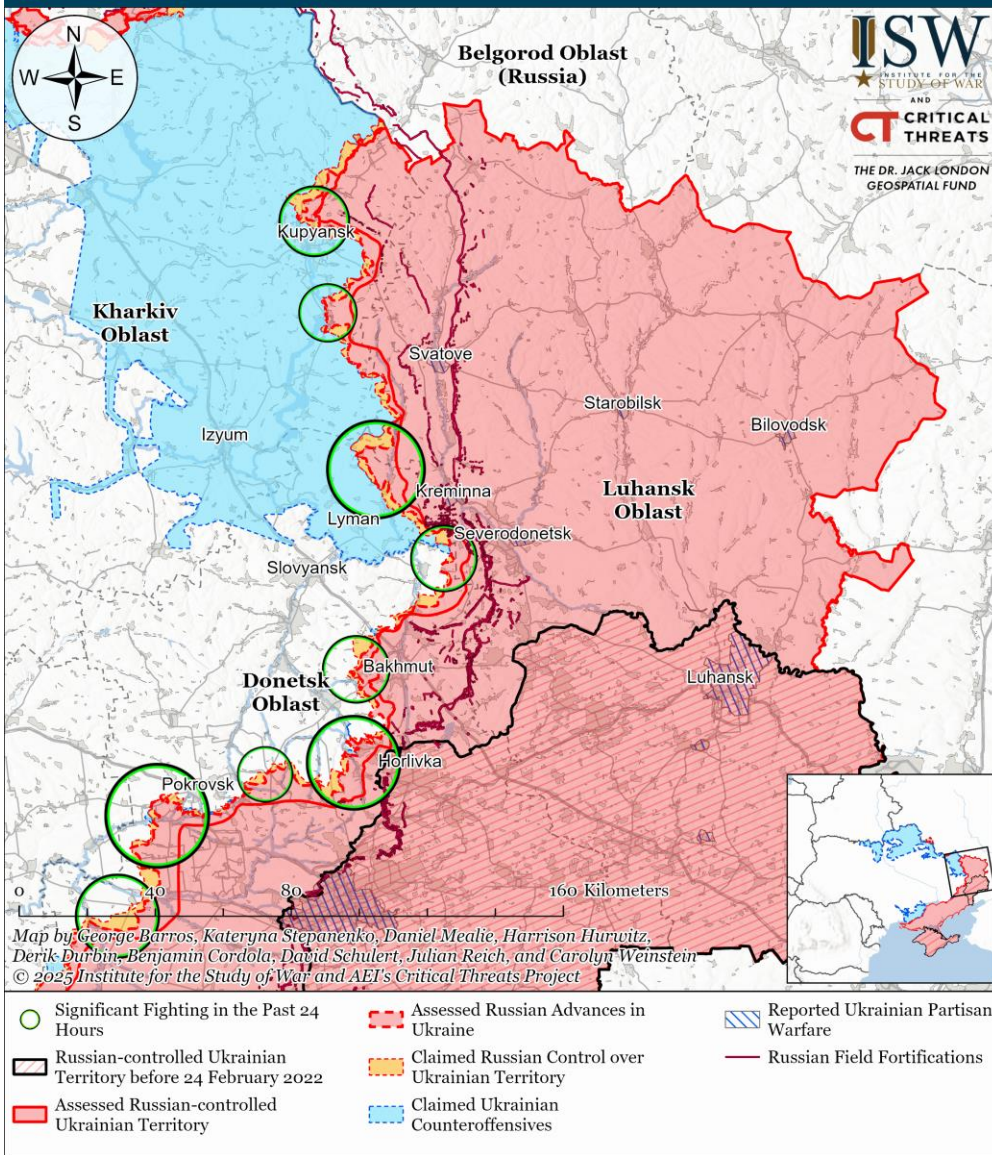 N
W
E
S
Belgorod Oblast
(Russia)
ISW
INSTITUTE FOR THE
STUDY OF WAR
AND
CT CRITICAL
THREATS
THE DR. JACK LONDON
GEOSPATIAL FUND
Kupyansk
Kharkiv
Oblast
Svatove
Starobilsk
Bilovodsk
Izyum
Kreminna
Luhansk
Oblast
Lyman
Severodonetsk
Slovyansk
Bakhmut
Luhansk
Donetsk
Oblast
Horlivka
Pokrovsk
0
40
80
160 Kilometers
Map by George Barros, Kateryna Stepanenko, Daniel Mealie, Harrison Hurwitz,
Derik Durbin, Benjamin Cordola, David Schulert, Julian Reich, and Carolyn Weinstein
© 2025 Institute for the Study of War and AEI's Critical Threats Project
Significant Fighting in the Past 24
Hours
Russian-controlled Ukrainian
Territory before 24 February 2022
Assessed Russian-controlled
Ukrainian Territory
Assessed Russian Advances in
Ukraine
Claimed Russian Control over
Ukrainian Territory
Claimed Ukrainian
Counteroffensives
Reported Ukrainian Partisan
Warfare
Russian Field Fortifications